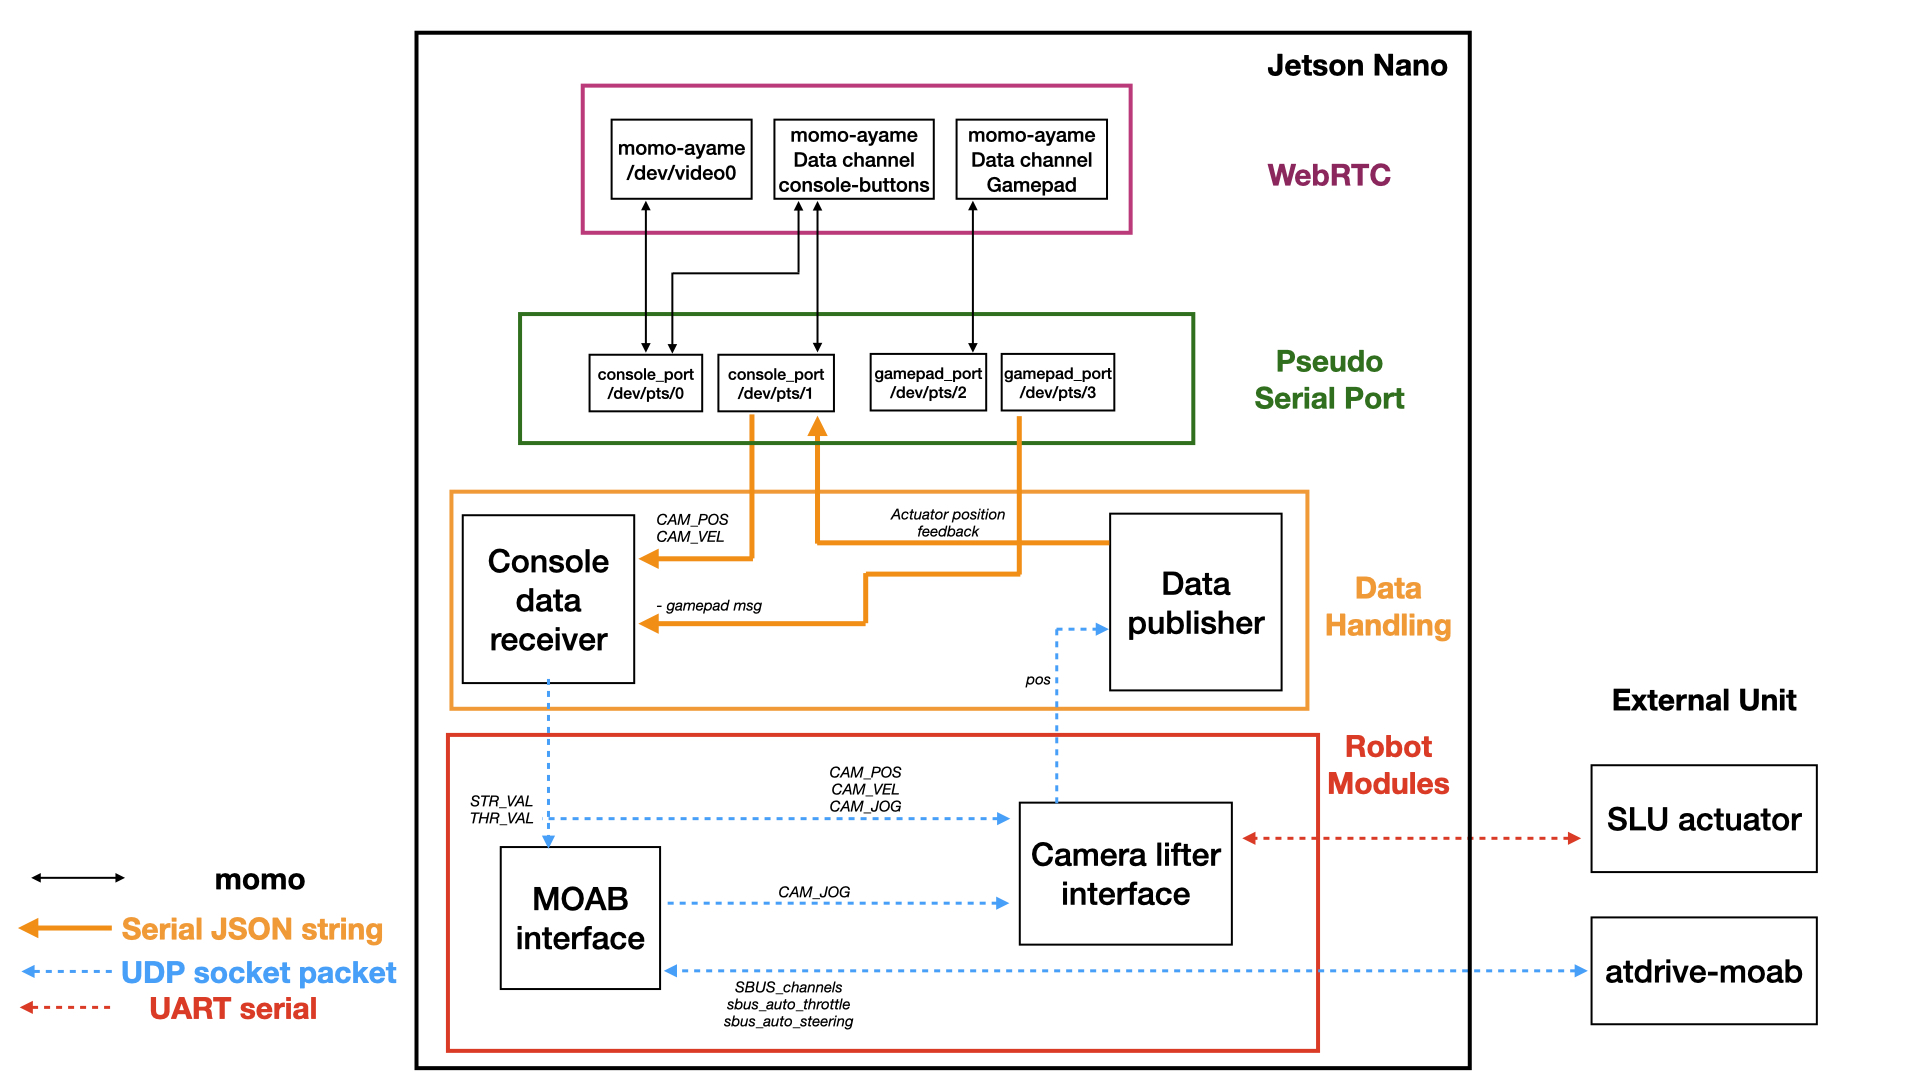 Jetson Nano
momo-ayame
/dev/video0
momo-ayame
Data channel
console-buttons
momo-ayame
Data channel
Gamepad
WebRTC
console_port
/dev/pts/0
console_port
/dev/pts/1
gamepad_port
/dev/pts/2
gamepad_port
/dev/pts/3
Pseudo
Serial Port
Console
data
receiver
CAM_POS
CAM_VEL
- gamepad msg
Actuator position
feedback
Data
publisher
pos
Data
Handling
Robot
Modules
STR_VAL
THR_VAL
CAM_POS
CAM_VEL
CAM_JOG
MOAB
interface
CAM_JOG
Camera lifter
interface
SBUS_channels
sbus_auto_throttle
sbus_auto_steering
External Unit
SLU actuator
atdrive-moab
momo
Serial JSON string
UDP socket packet
UART serial